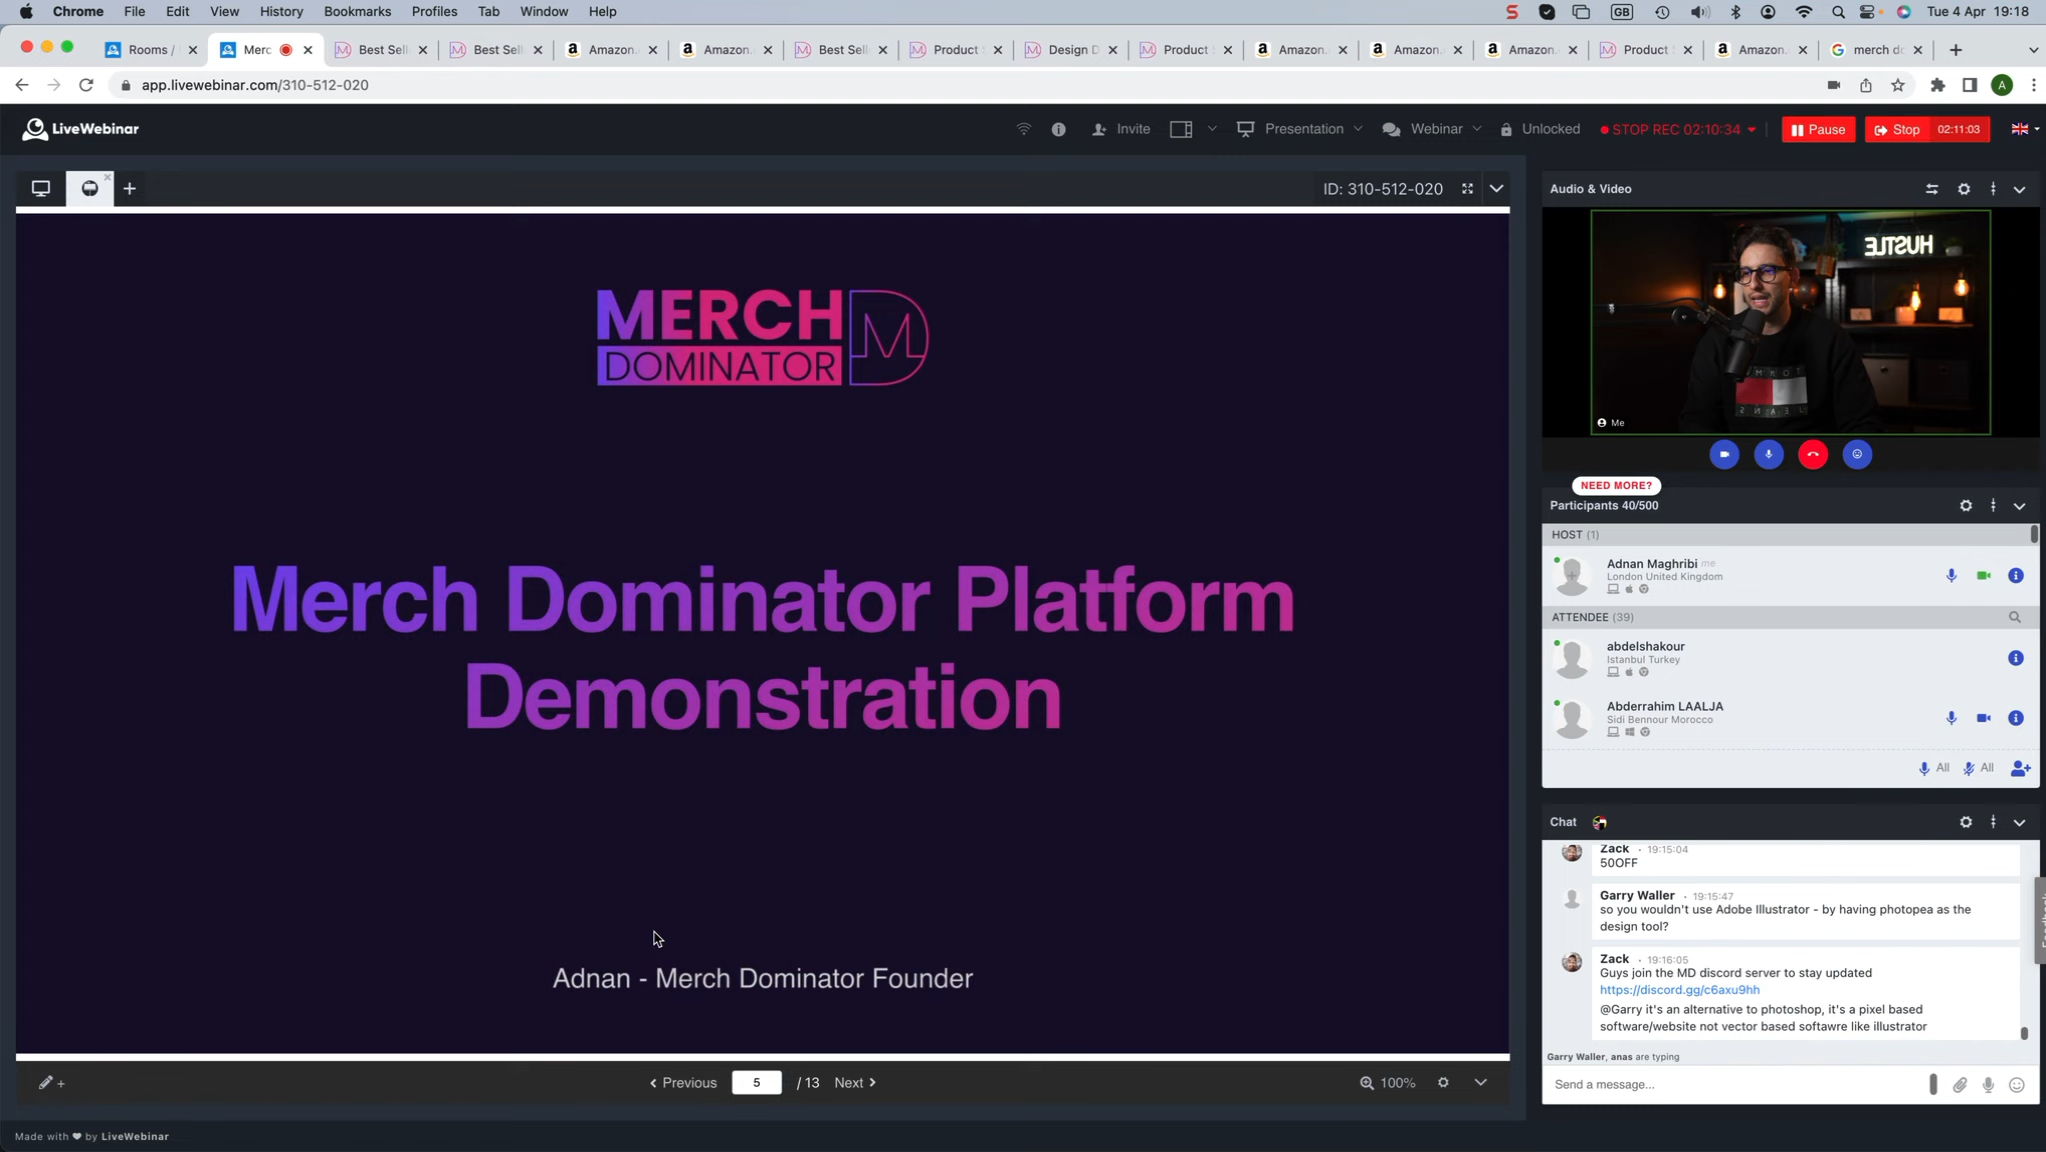 Chrome File Edit View History Bookmarks Profiles Tab Window Help
GB Tue 4 Apr 19:18
Rooms / Merc Best Sell Best Sell Amazon. Amazon. Best Sell Product Design D Product Amazon. Amazon. Amazon. Product Amazon. merch do
app.livewebinar.com/310-512-020
A
LiveWebinar
Invite Presentation Webinar Unlocked STOP REC 02:10:34 Pause Stop 02:11:03
ID: 310-512-020
MERCH
DOMINATOR
Merch Dominator Platform
Demonstration
Adnan - Merch Dominator Founder
Previous 5 / 13 Next
100%
Made with ♥ by LiveWebinar
Audio & Video
HUSTLE
Me
NEED MORE?
Participants 40/500
HOST (1)
Adnan Maghribi me
London United Kingdom
ATTENDEE (39)
abdelshakour
Istanbul Turkey
Abderrahim LAALJA
Sidi Bennour Morocco
All All
Chat
Zack · 19:15:04
50OFF
Garry Waller · 19:15:47
so you wouldn't use Adobe Illustrator - by having photopea as the
design tool?
Zack · 19:16:05
Guys join the MD discord server to stay updated
https://discord.gg/c6axu9hh
@Garry it's an alternative to photoshop, it's a pixel based
software/website not vector based softawre like illustrator
Garry Waller, anas are typing
Send a message...